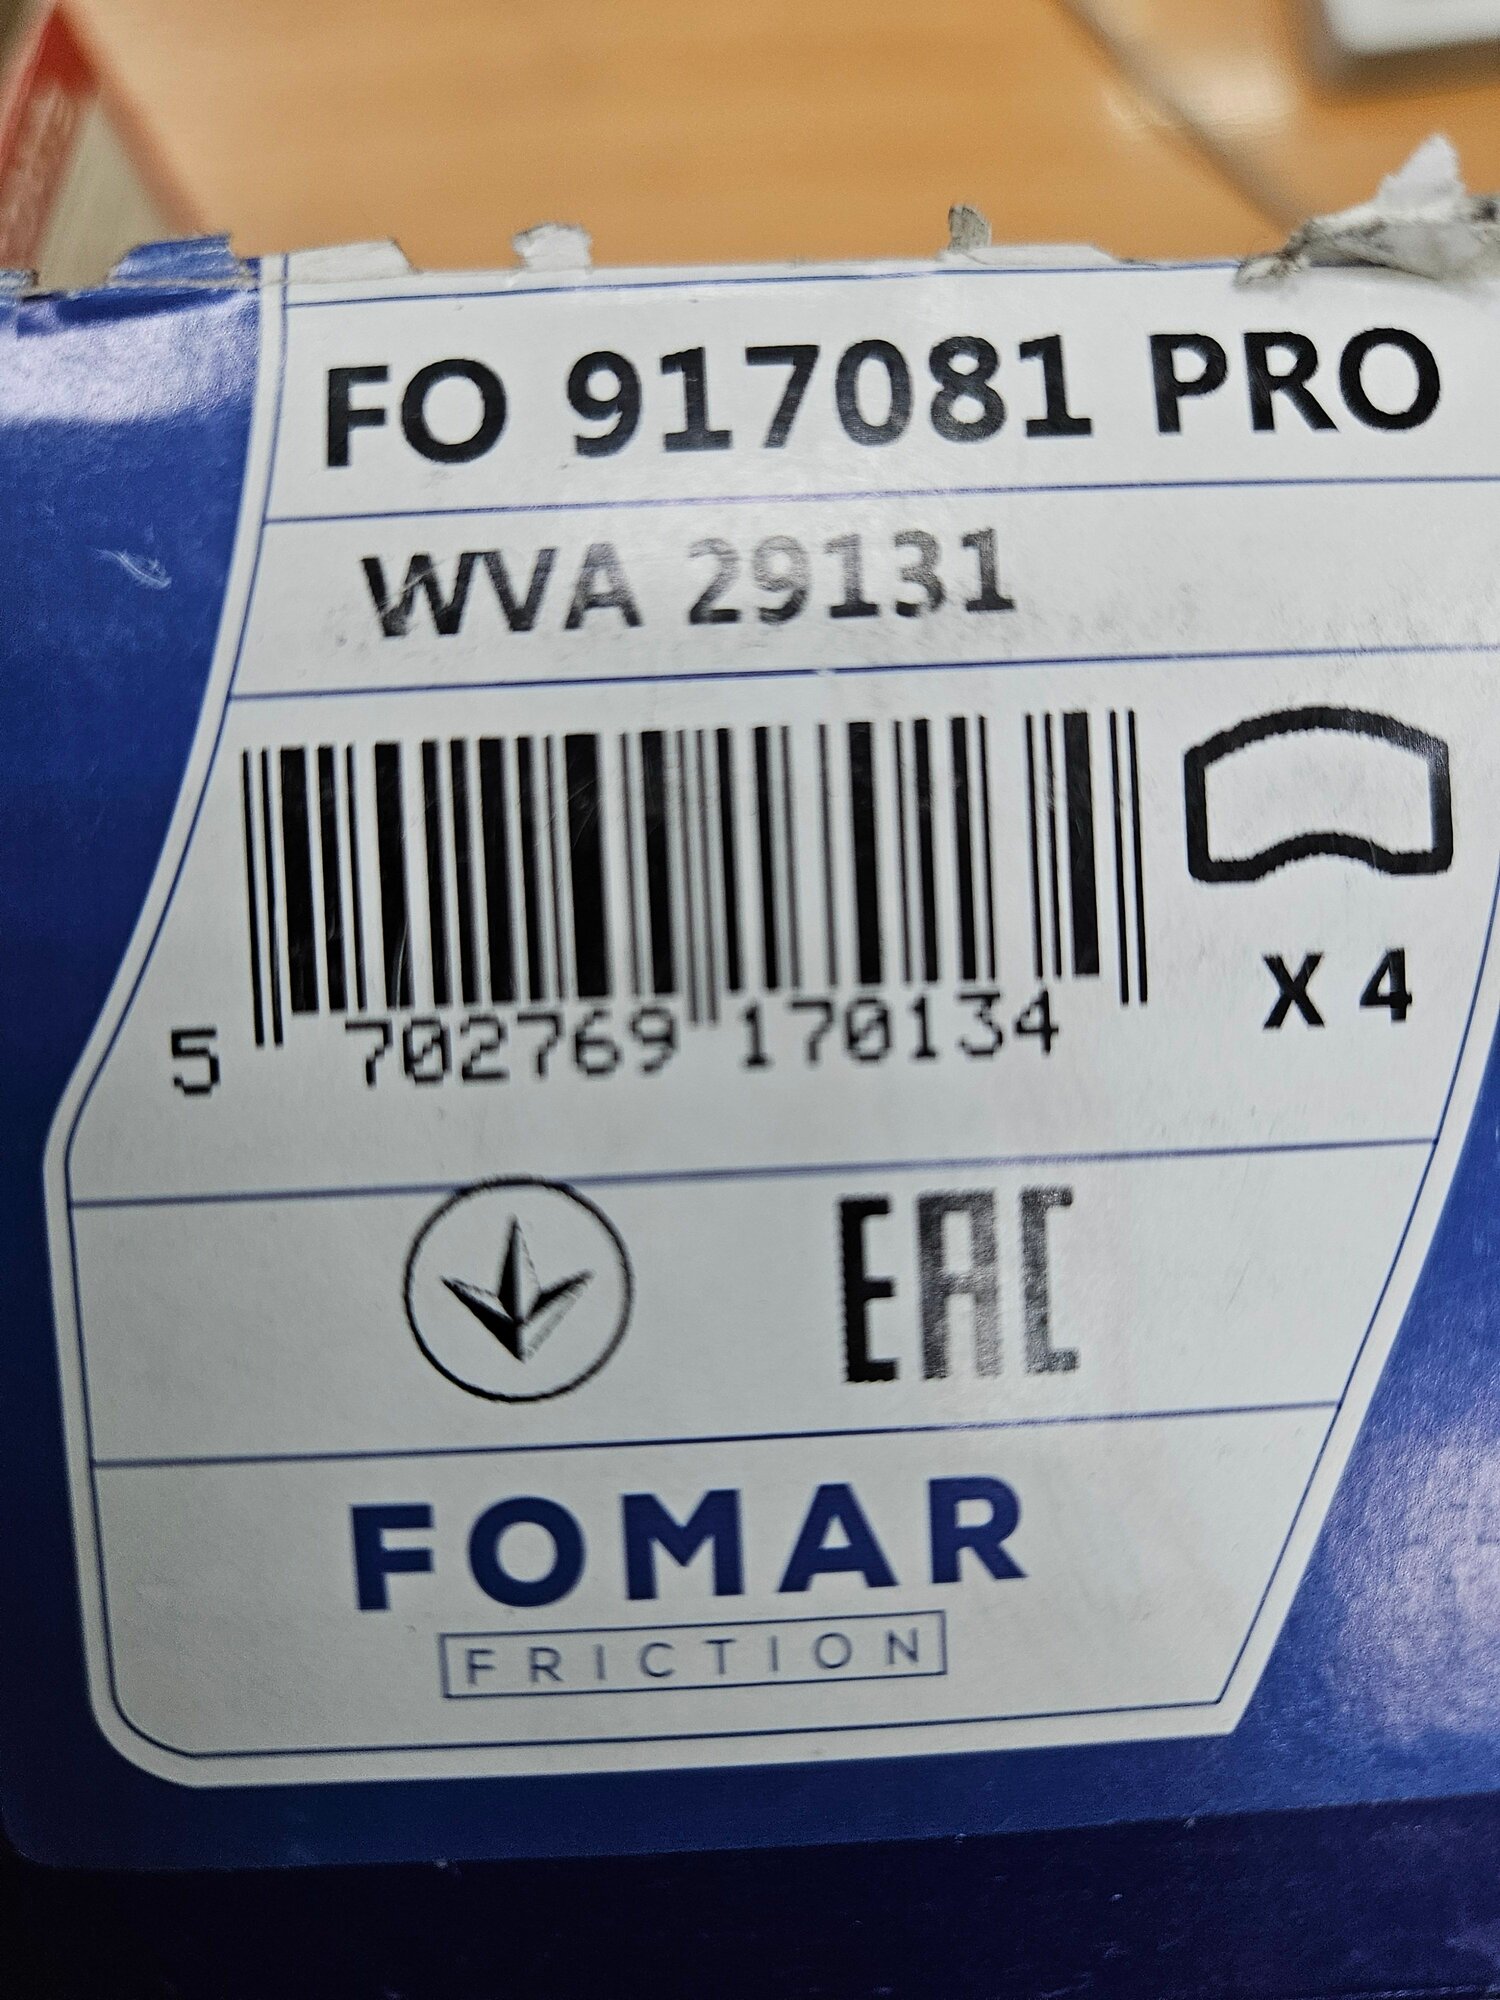 FO 917081 PRO
WVA 29131
5 702769 170134
X 4
EAC
FOMAR
FRICTION